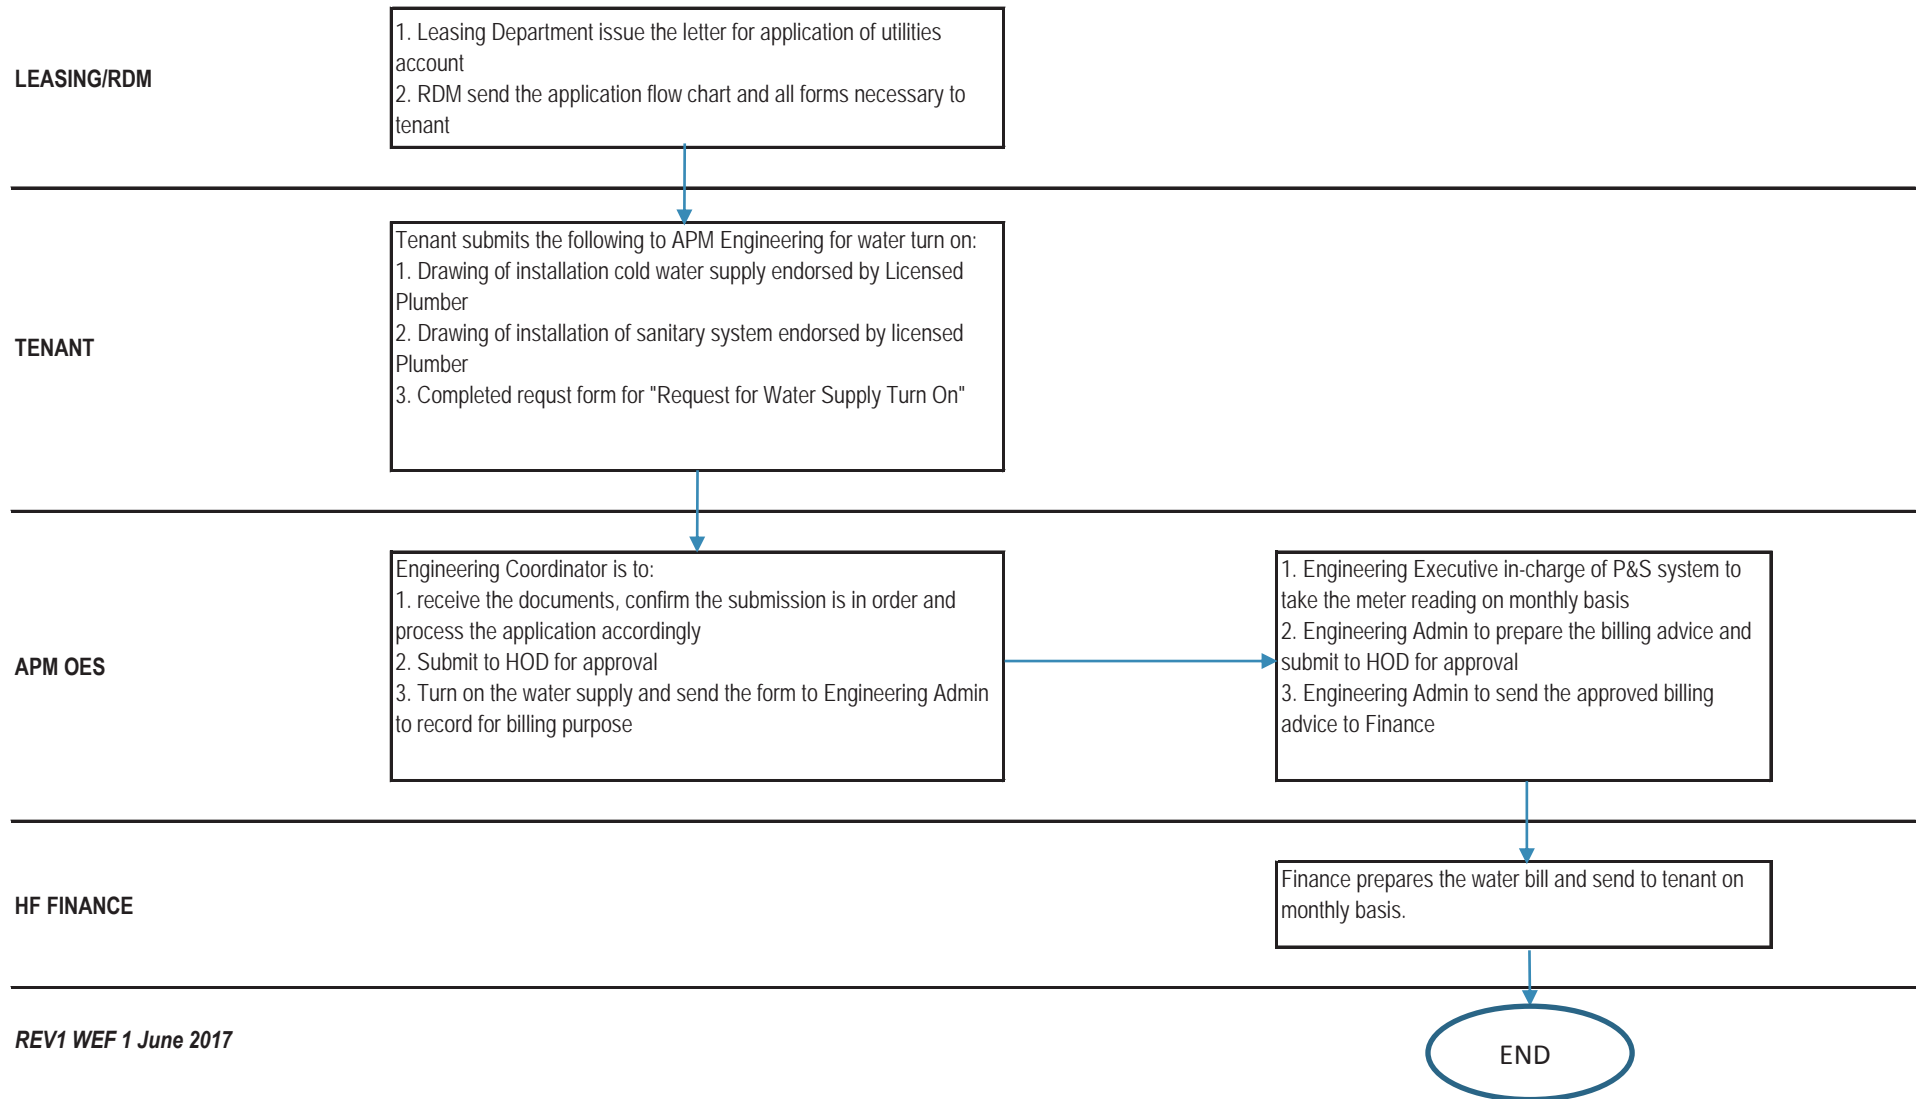 LEASING/RDM
1. Leasing Department issue the letter for application of utilities
account
2. RDM send the application flow chart and all forms necessary to
tenant
TENANT
Tenant submits the following to APM Engineering for water turn on:
1. Drawing of installation cold water supply endorsed by Licensed
Plumber
2. Drawing of installation of sanitary system endorsed by licensed
Plumber
3. Completed requst form for "Request for Water Supply Turn On"
APM OES
Engineering Coordinator is to:
1. receive the documents, confirm the submission is in order and
process the application accordingly
2. Submit to HOD for approval
3. Turn on the water supply and send the form to Engineering Admin
to record for billing purpose
1. Engineering Executive in-charge of P&S system to
take the meter reading on monthly basis
2. Engineering Admin to prepare the billing advice and
submit to HOD for approval
3. Engineering Admin to send the approved billing
advice to Finance
HF FINANCE
Finance prepares the water bill and send to tenant on
monthly basis.
REV1 WEF 1 June 2017
END